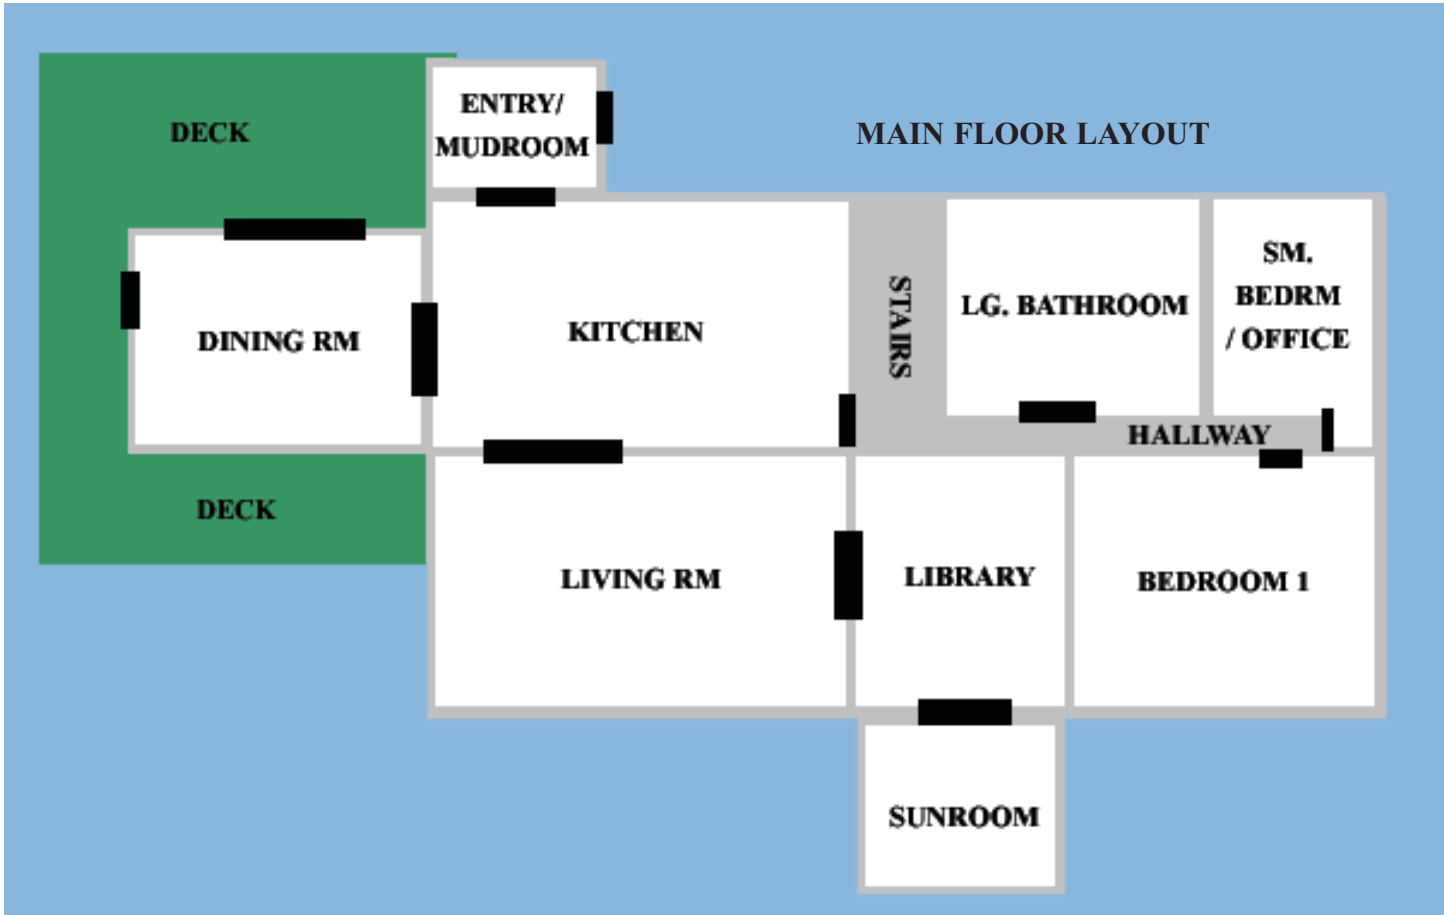 MAIN FLOOR LAYOUT
DECK
ENTRY/
MUDROOM
DINING RM
KITCHEN
STAIRS
LG. BATHROOM
SM.
BEDRM
/ OFFICE
HALLWAY
DECK
LIVING RM
LIBRARY
BEDROOM 1
SUNROOM